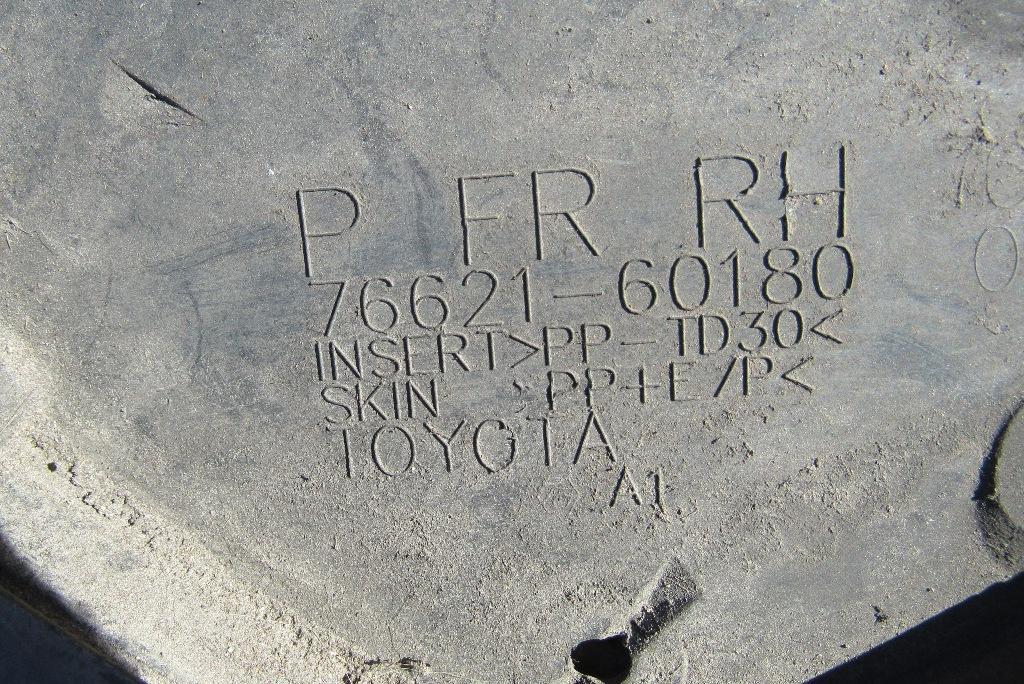 P FR RH
76621-60180
INSERT>PP-TD30<
SKIN >PP+E/P<
TOYOTA
A1